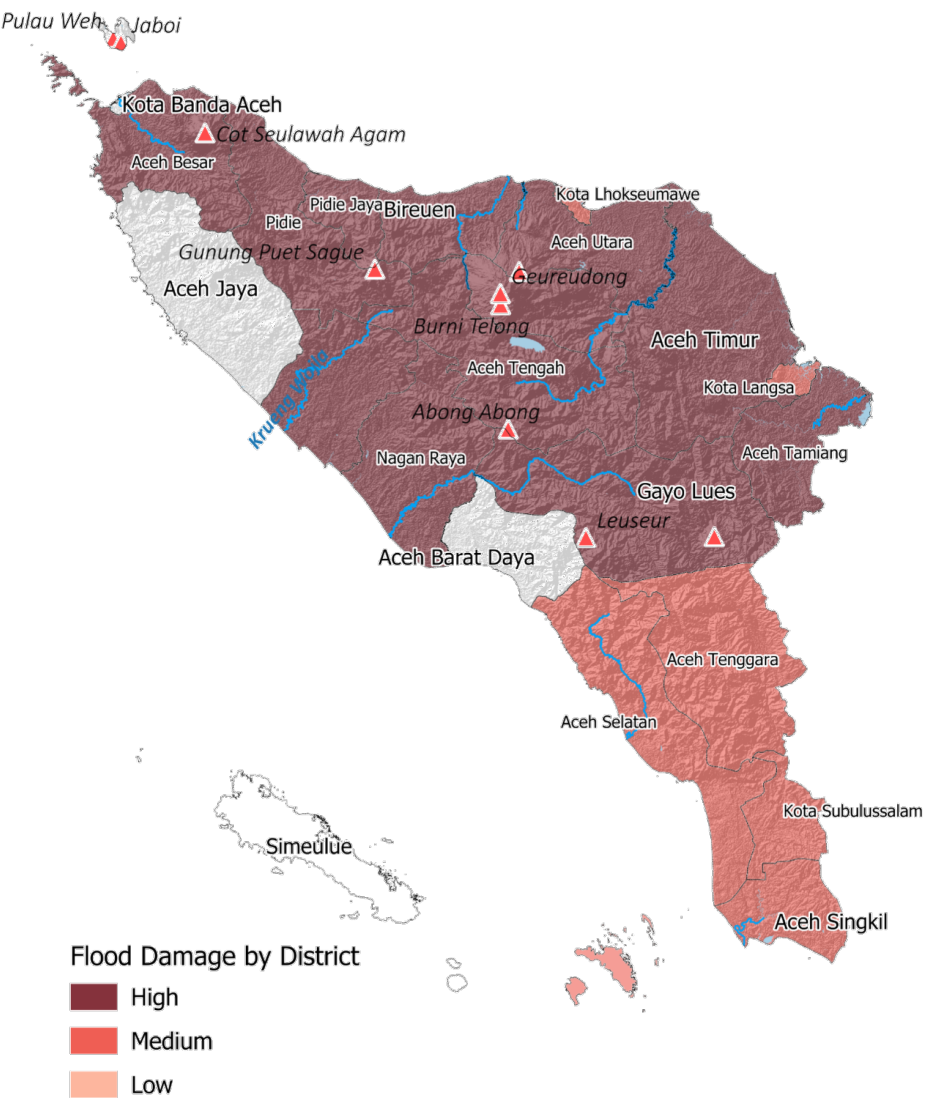 Pulau Weh
Jaboi
Kota Banda Aceh
Cot Seulawah Agam
Aceh Besar
Kota Lhokseumawe
Pidie Jaya
Bireuen
Pidie
Aceh Utara
Gunung Puet Sague
Geureudong
Aceh Jaya
Burni Telong
Aceh Timur
Krueng Woila
Aceh Tengah
Kota Langsa
Abong Abong
Aceh Tamiang
Nagan Raya
Gayo Lues
Leuseur
Aceh Barat Daya
Aceh Tenggara
Aceh Selatan
Kota Subulussalam
Simeulue
Aceh Singkil
Flood Damage by District
High
Medium
Low